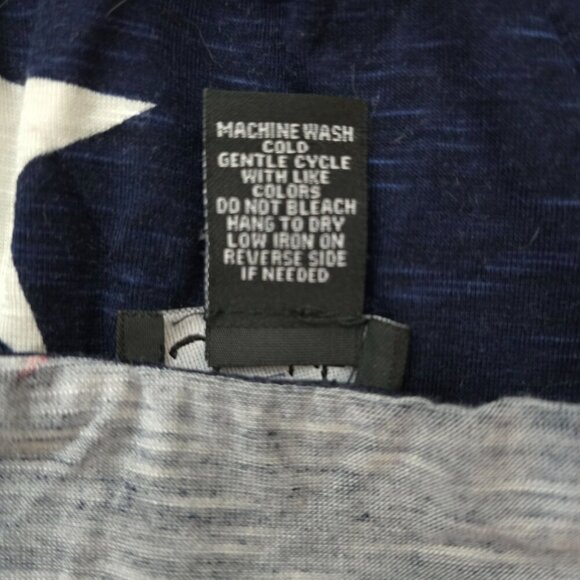 MACHINE WASH
COLD
GENTLE CYCLE
WITH LIKE
COLORS
DO NOT BLEACH
HANG TO DRY
LOW IRON ON
REVERSE SIDE
IF NEEDED